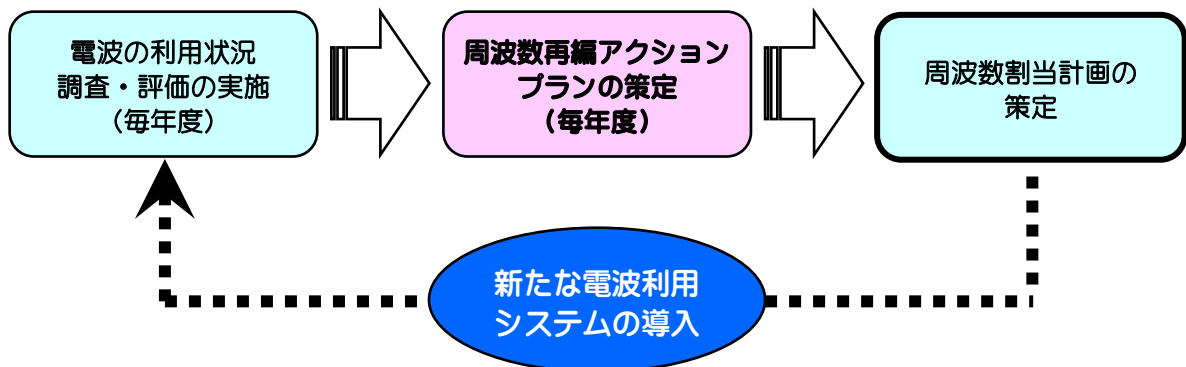 電波の利用状況
調査・評価の実施
（毎年度）
周波数再編アクション
プランの策定
（毎年度）
周波数割当計画の
策定
新たな電波利用
システムの導入